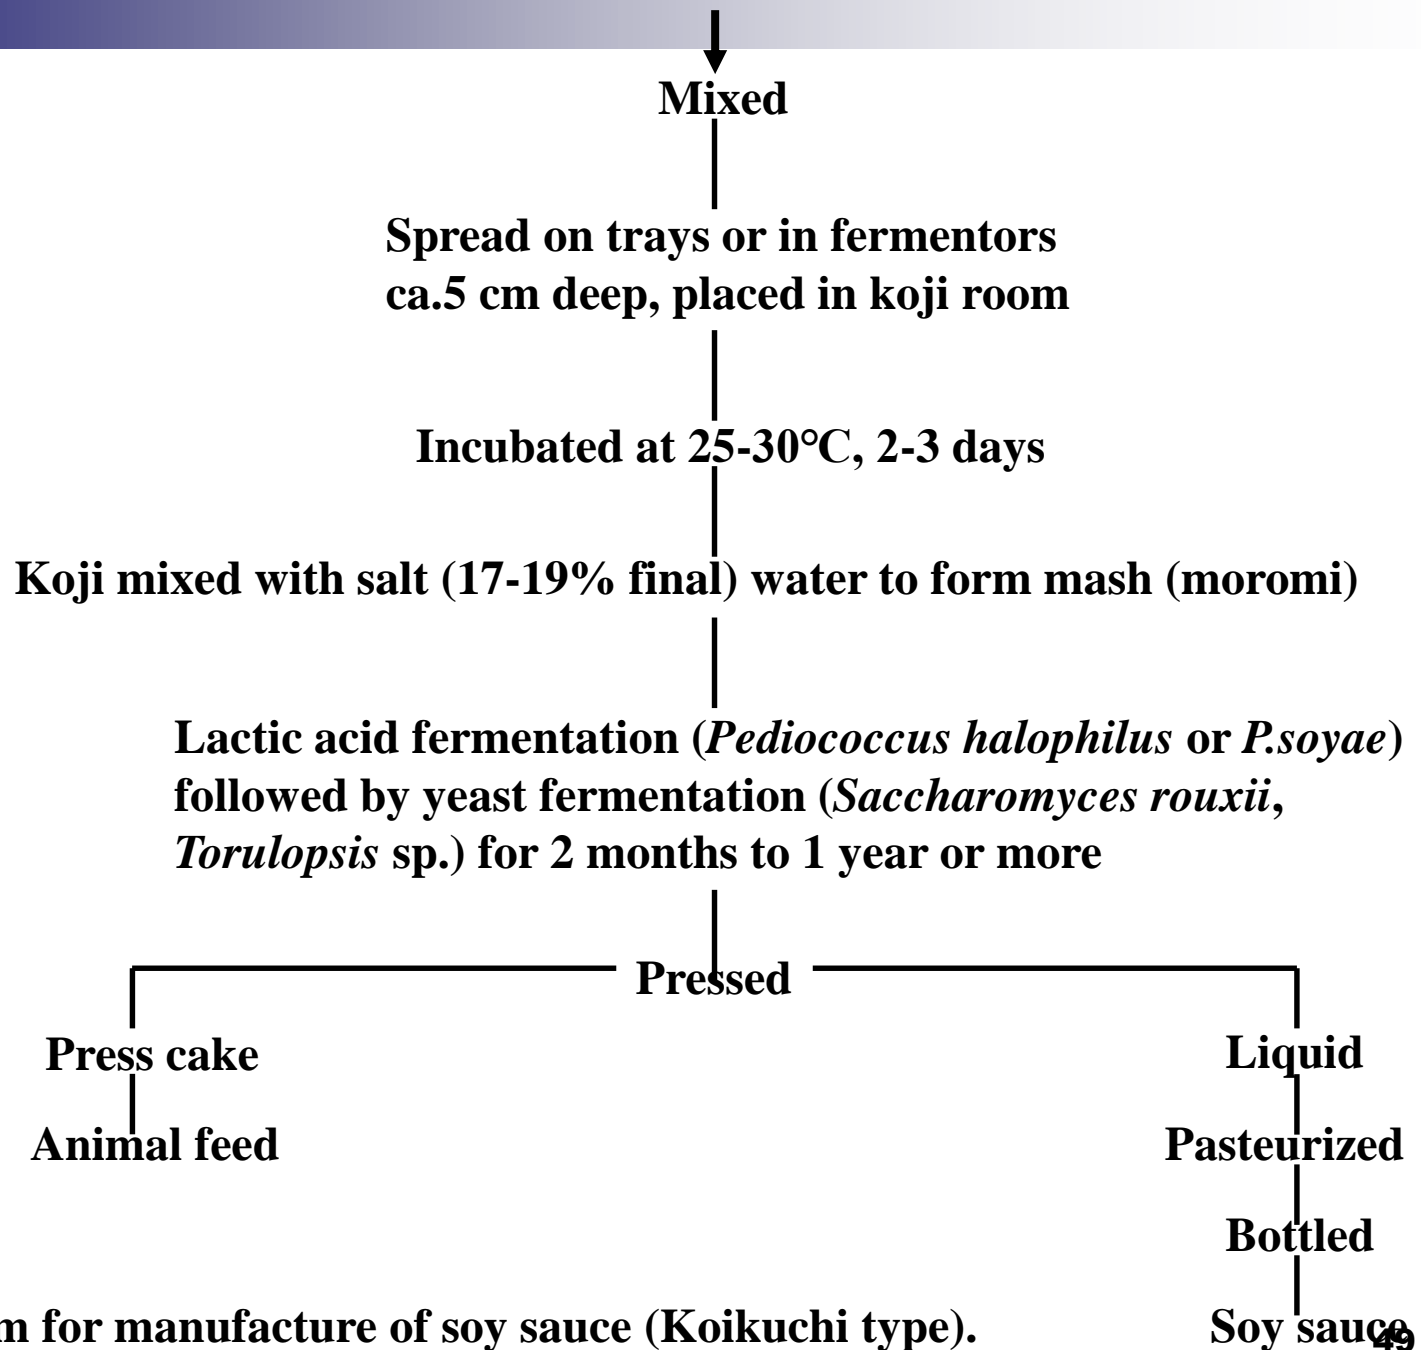 Mixed
Spread on trays or in fermentors
ca.5 cm deep, placed in koji room
Incubated at 25-30℃, 2-3 days
Koji mixed with salt (17-19% final) water to form mash (moromi)
Lactic acid fermentation (Pediococcus halophilus or P.soyae)
followed by yeast fermentation (Saccharomyces rouxii,
Torulopsis sp.) for 2 months to 1 year or more
Pressed
Press cake
Liquid
Animal feed
Pasteurized
Bottled
for manufacture of soy sauce (Koikuchi type).
Soy sauce
49